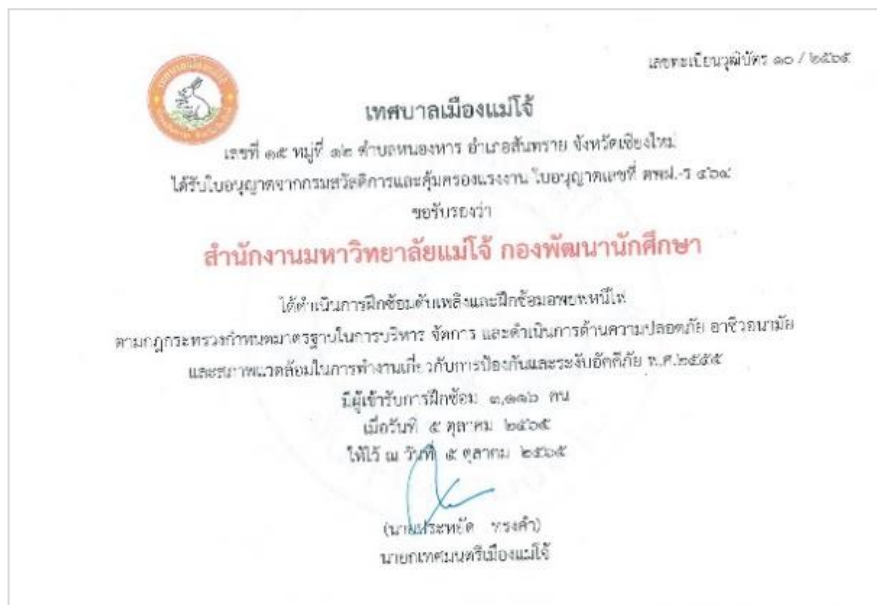 เลขทะเบียนวุฒิบัตร ๑๐ / ๒๕๖๕
เทศบาลเมืองแม่โจ้
เลขที่ ๑๕ หมู่ที่ ๑๒ ตำบลหนองหาร อำเภอสันทราย จังหวัดเชียงใหม่
ได้รับใบอนุญาตจากกรมสวัสดิการและคุ้มครองแรงงาน ใบอนุญาตเลขที่
ขอรับรองว่า
สำนักงานมหาวิทยาลัยแม่โจ้ กองพัฒนานักศึกษา
ได้ดำเนินการฝึกซ้อมดับเพลิงและฝึกซ้อมอพยพหนีไฟ
ตามกฎกระทรวงกำหนดมาตรฐานในการบริหาร จัดการ และดำเนินการด้านความปลอดภัย อาชีวอนามัย
และสภาพแวดล้อมในการทำงานเกี่ยวกับการป้องกันและระงับอัคคีภัย พ.ศ.๒๕๕๕
มีผู้เข้ารับการฝึกซ้อม ๓,๑๑๖ คน
เมื่อวันที่ ๕ ตุลาคม ๒๕๖๕
ให้ไว้ ณ วันที่ ๕ ตุลาคม ๒๕๖๕
(นายประหยัด ทรงคำ)
นายกเทศมนตรีเมืองแม่โจ้